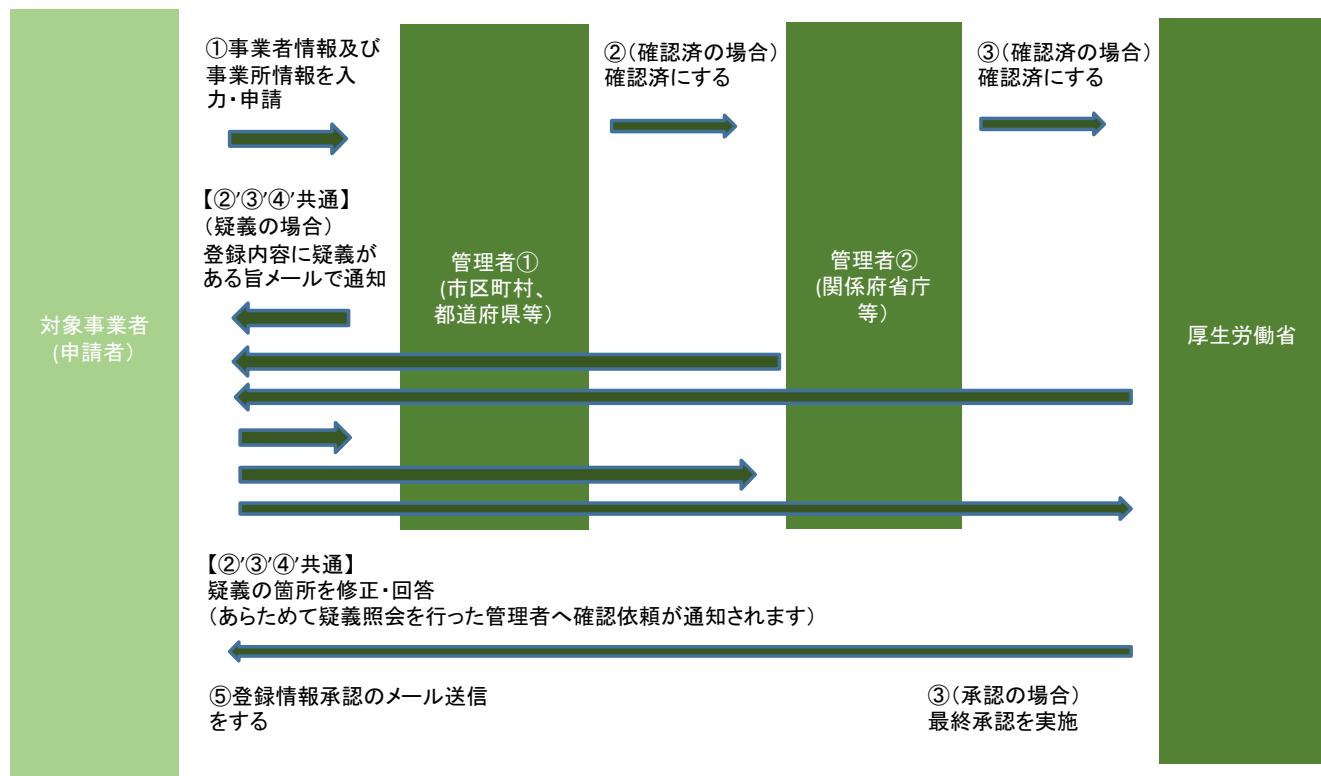 ①事業者情報及び
事業所情報を入
力・申請
②(確認済の場合)
確認済にする
③(確認済の場合)
確認済にする
【②’③’④’共通】
(疑義の場合)
登録内容に疑義が
ある旨メールで通知
対象事業者
(申請者)
管理者①
(市区町村、
都道府県等)
管理者②
(関係府省庁
等)
厚生労働省
【②’③’④’共通】
疑義の箇所を修正・回答
(あらためて疑義照会を行った管理者へ確認依頼が通知されます)
⑤登録情報承認のメール送信
をする
③(承認の場合)
最終承認を実施